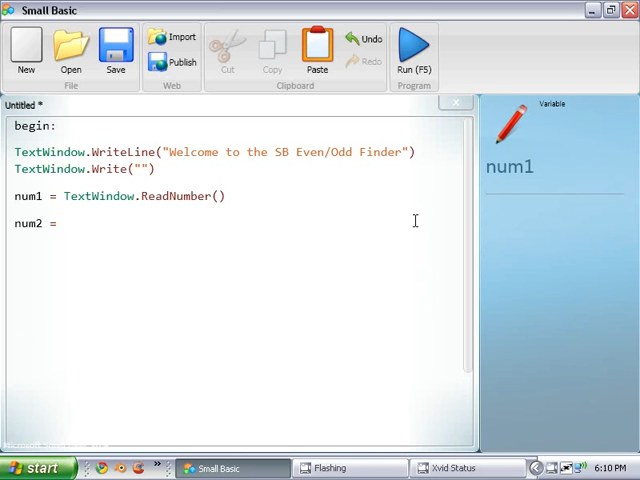 Small Basic
New
Open
Save
Import
Publish
Cut
Copy
Paste
Undo
Redo
Run (F5)
File
Web
Clipboard
Program
Untitled *
begin:
TextWindow.WriteLine("Welcome to the SB Even/Odd Finder")
TextWindow.Write("")
num1 = TextWindow.ReadNumber()
num2 =
Variable
num1
start
Small Basic
Flashing
Xvid Status
6:10 PM